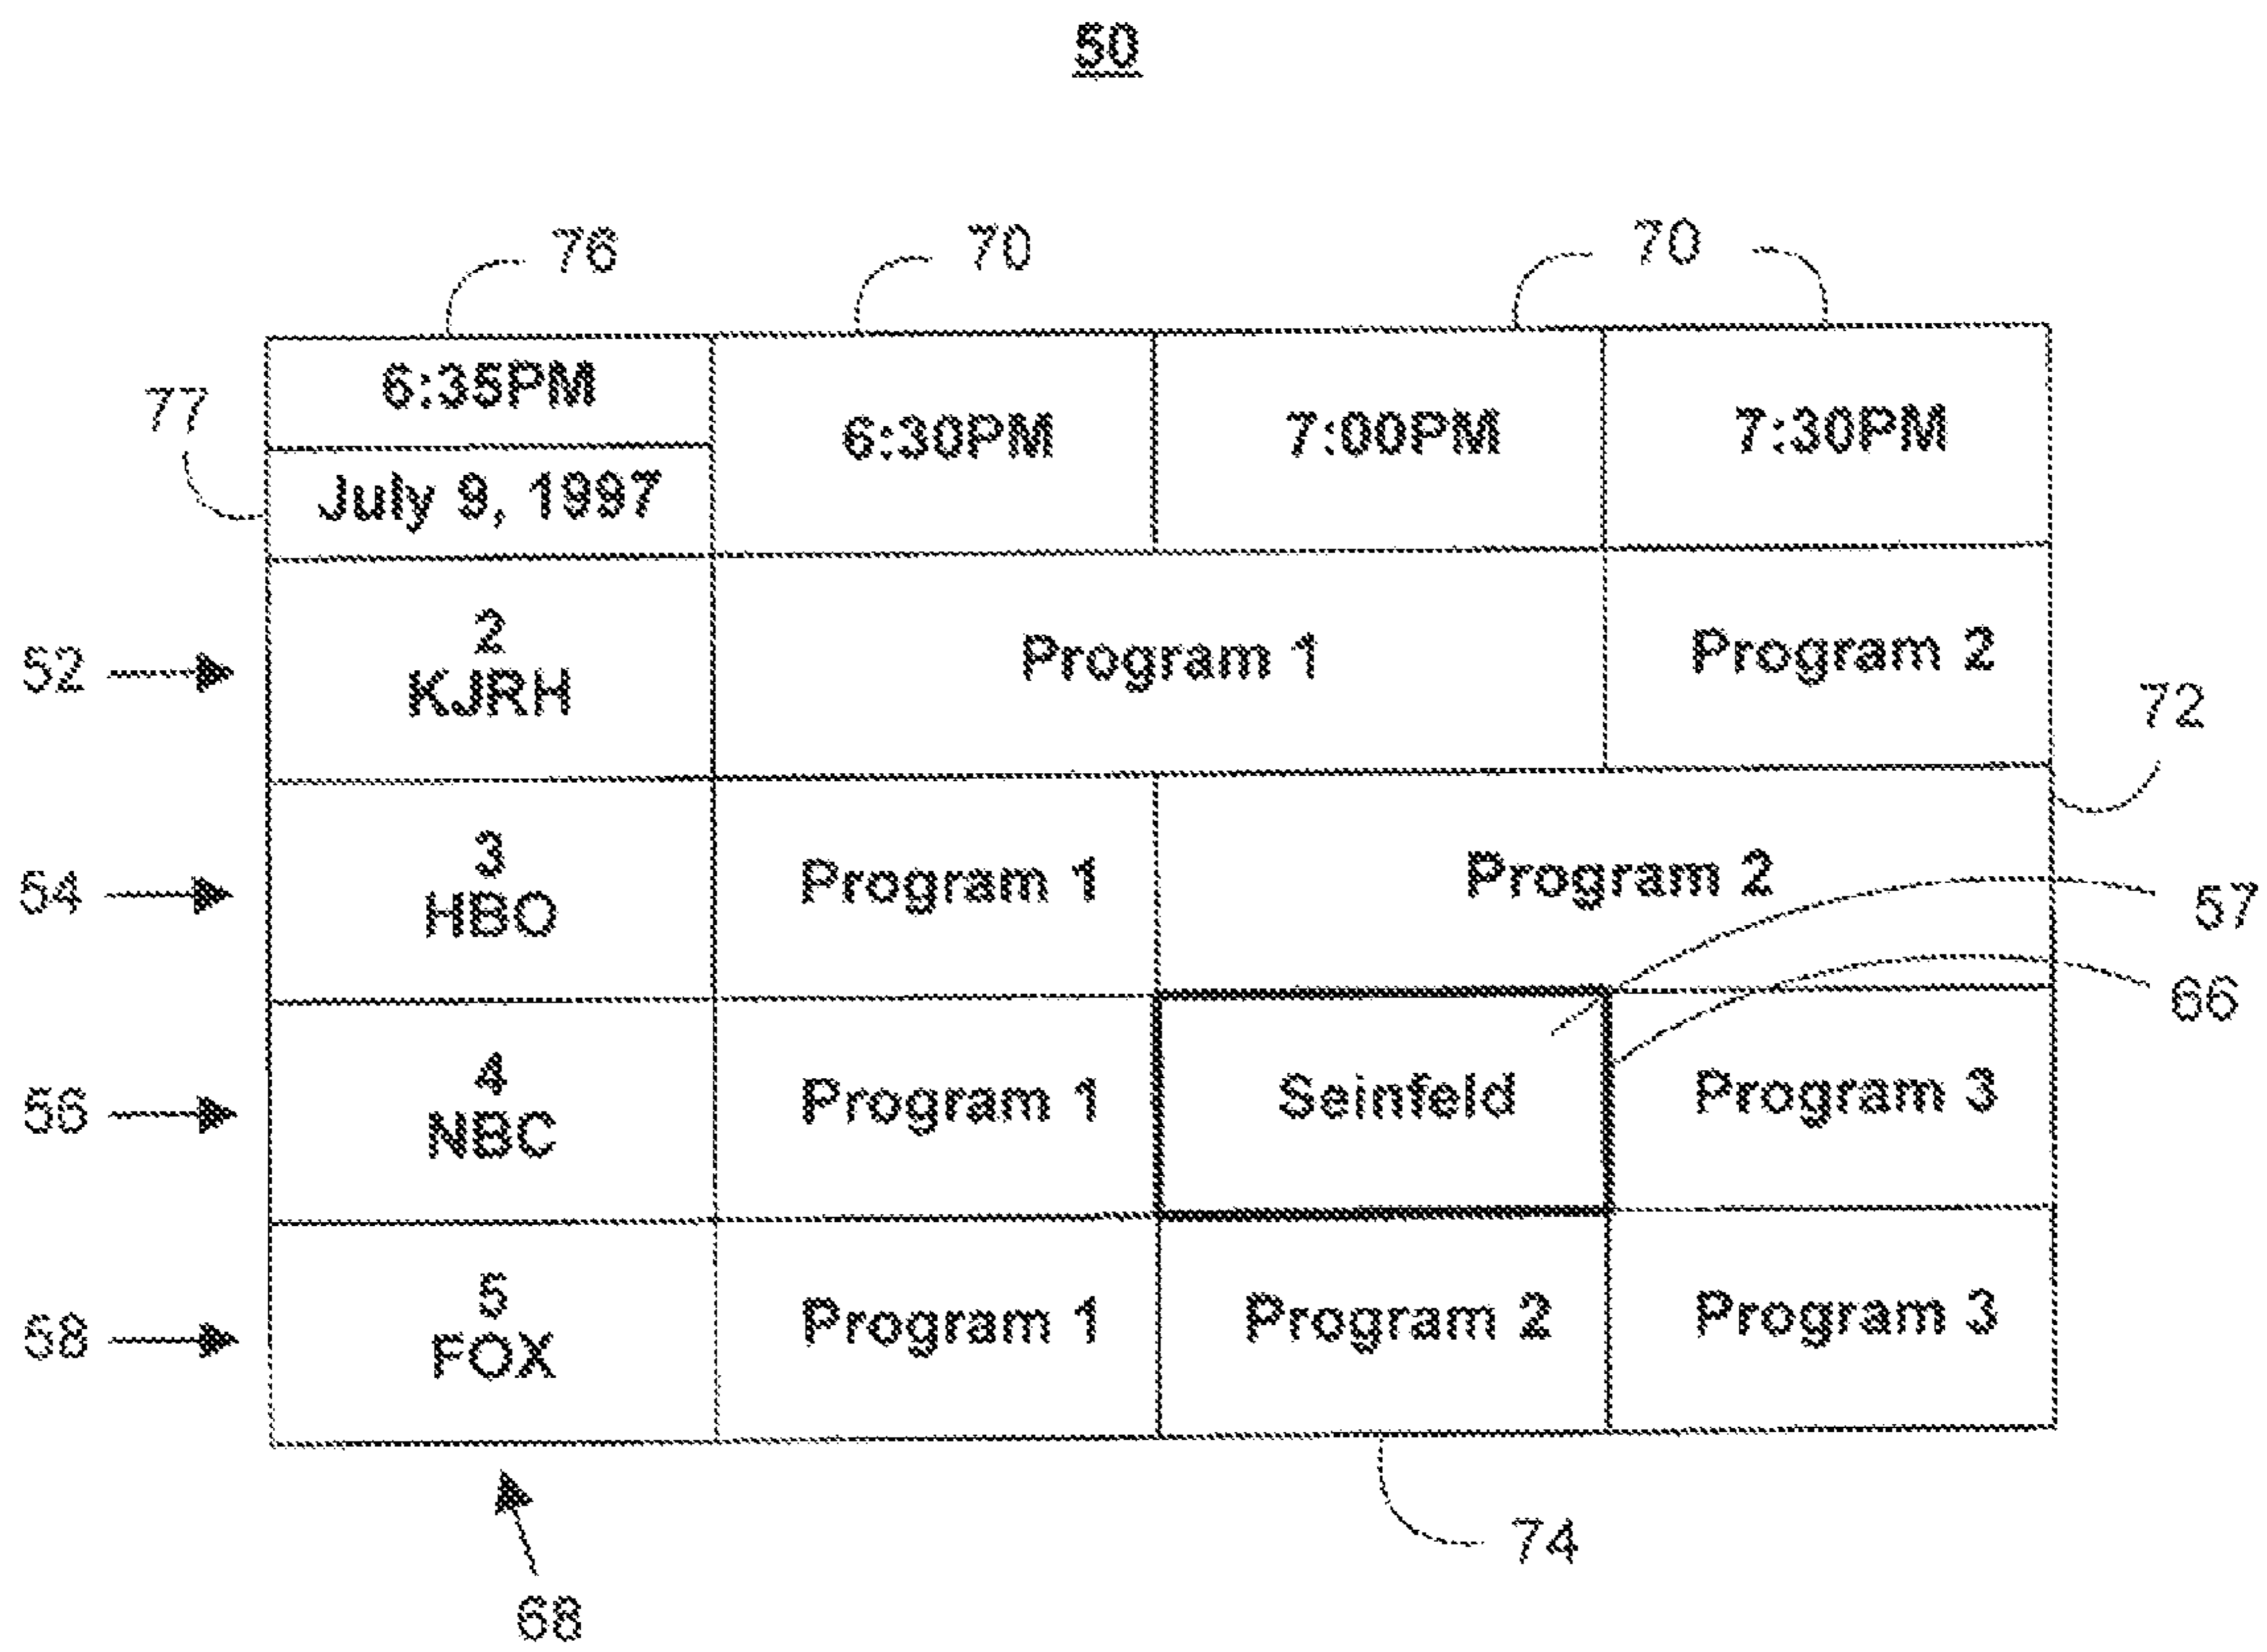 50
76 70 70
77
6:35PM
July 9, 1997
6:30PM 7:00PM 7:30PM
52
2
KJRH
Program 1 Program 2
72
54
3
HBO
Program 1 Program 2
57
66
56
4
NBC
Program 1 Seinfeld Program 3
58
5
FOX
Program 1 Program 2 Program 3
74
68